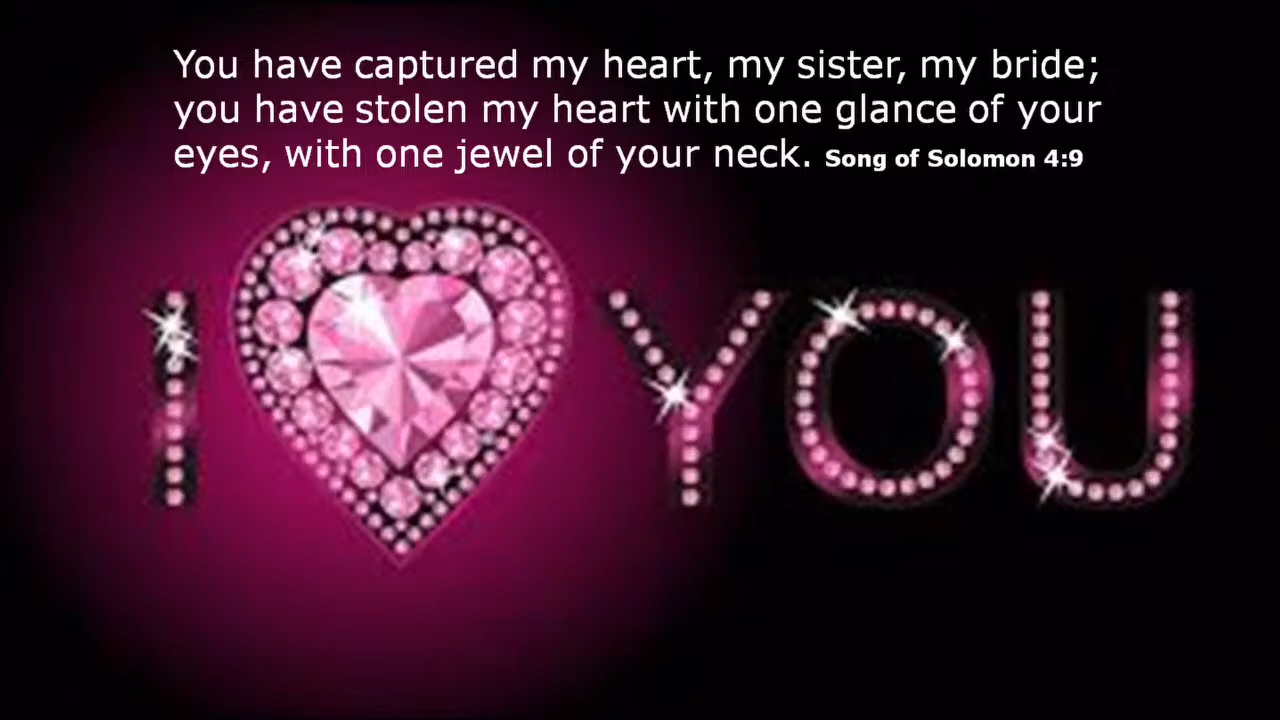 You have captured my heart, my sister, my bride;
you have stolen my heart with one glance of your
eyes, with one jewel of your neck. Song of Solomon 4:9
I YOU